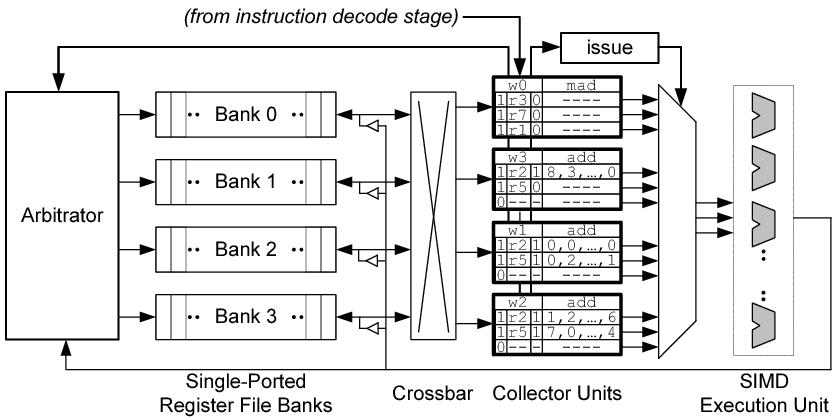 (from instruction decode stage)
issue
Arbitrator
Bank 0
Bank 1
Bank 2
Bank 3
w0 mad
1 r3 0 ----
1 r7 0 ----
1 r1 0 ----
w3 add
1 r2 1 8,3,…,0
1 r5 0 ----
0 --- - ----
w1 add
1 r2 1 0,0,…,0
1 r5 1 0,2,…,1
0 --- - ----
w2 add
1 r2 1 1,2,…,6
1 r5 1 7,0,…,4
0 --- - ----
Single-Ported
Register File Banks
Crossbar
Collector Units
SIMD
Execution Unit